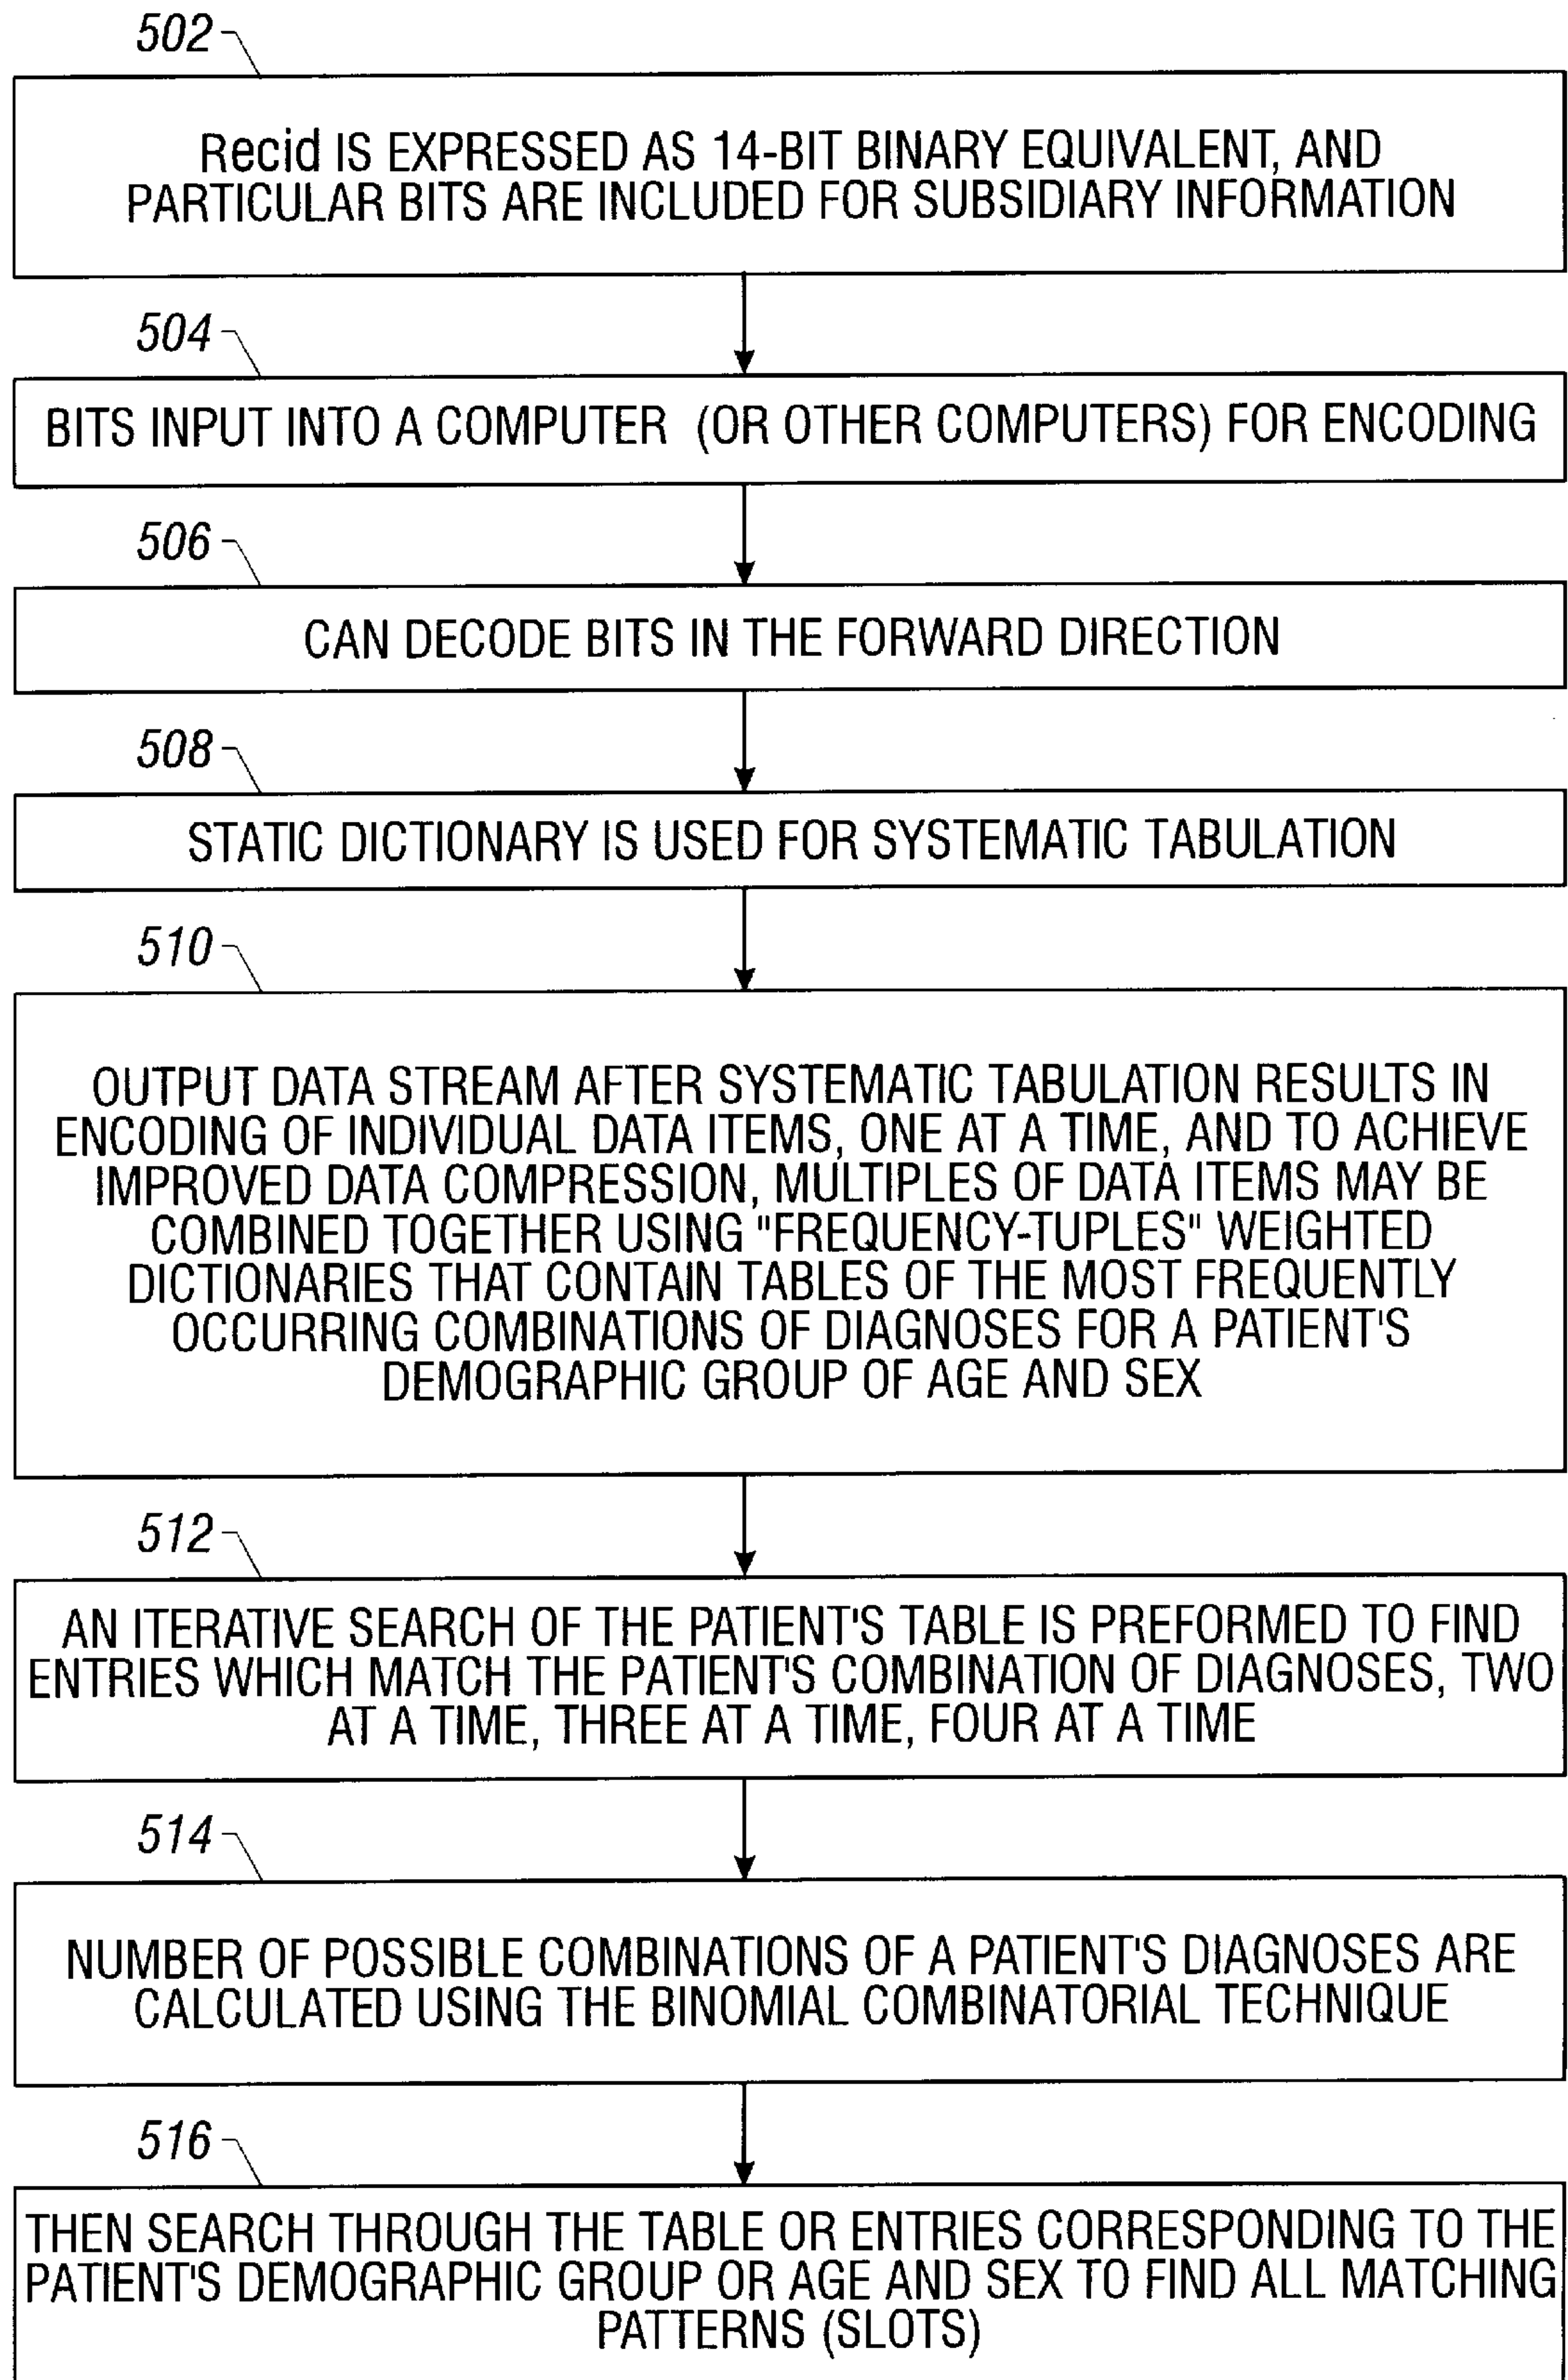 502
Recid IS EXPRESSED AS 14-BIT BINARY EQUIVALENT, AND
PARTICULAR BITS ARE INCLUDED FOR SUBSIDIARY INFORMATION
504
BITS INPUT INTO A COMPUTER (OR OTHER COMPUTERS) FOR ENCODING
506
CAN DECODE BITS IN THE FORWARD DIRECTION
508
STATIC DICTIONARY IS USED FOR SYSTEMATIC TABULATION
510
OUTPUT DATA STREAM AFTER SYSTEMATIC TABULATION RESULTS IN
ENCODING OF INDIVIDUAL DATA ITEMS, ONE AT A TIME, AND TO ACHIEVE
IMPROVED DATA COMPRESSION, MULTIPLES OF DATA ITEMS MAY BE
COMBINED TOGETHER USING "FREQUENCY-TUPLES" WEIGHTED
DICTIONARIES THAT CONTAIN TABLES OF THE MOST FREQUENTLY
OCCURRING COMBINATIONS OF DIAGNOSES FOR A PATIENT'S
DEMOGRAPHIC GROUP OF AGE AND SEX
512
AN ITERATIVE SEARCH OF THE PATIENT'S TABLE IS PREFORMED TO FIND
ENTRIES WHICH MATCH THE PATIENT'S COMBINATION OF DIAGNOSES, TWO
AT A TIME, THREE AT A TIME, FOUR AT A TIME
514
NUMBER OF POSSIBLE COMBINATIONS OF A PATIENT'S DIAGNOSES ARE
CALCULATED USING THE BINOMIAL COMBINATORIAL TECHNIQUE
516
THEN SEARCH THROUGH THE TABLE OR ENTRIES CORRESPONDING TO THE
PATIENT'S DEMOGRAPHIC GROUP OR AGE AND SEX TO FIND ALL MATCHING
PATTERNS (SLOTS)